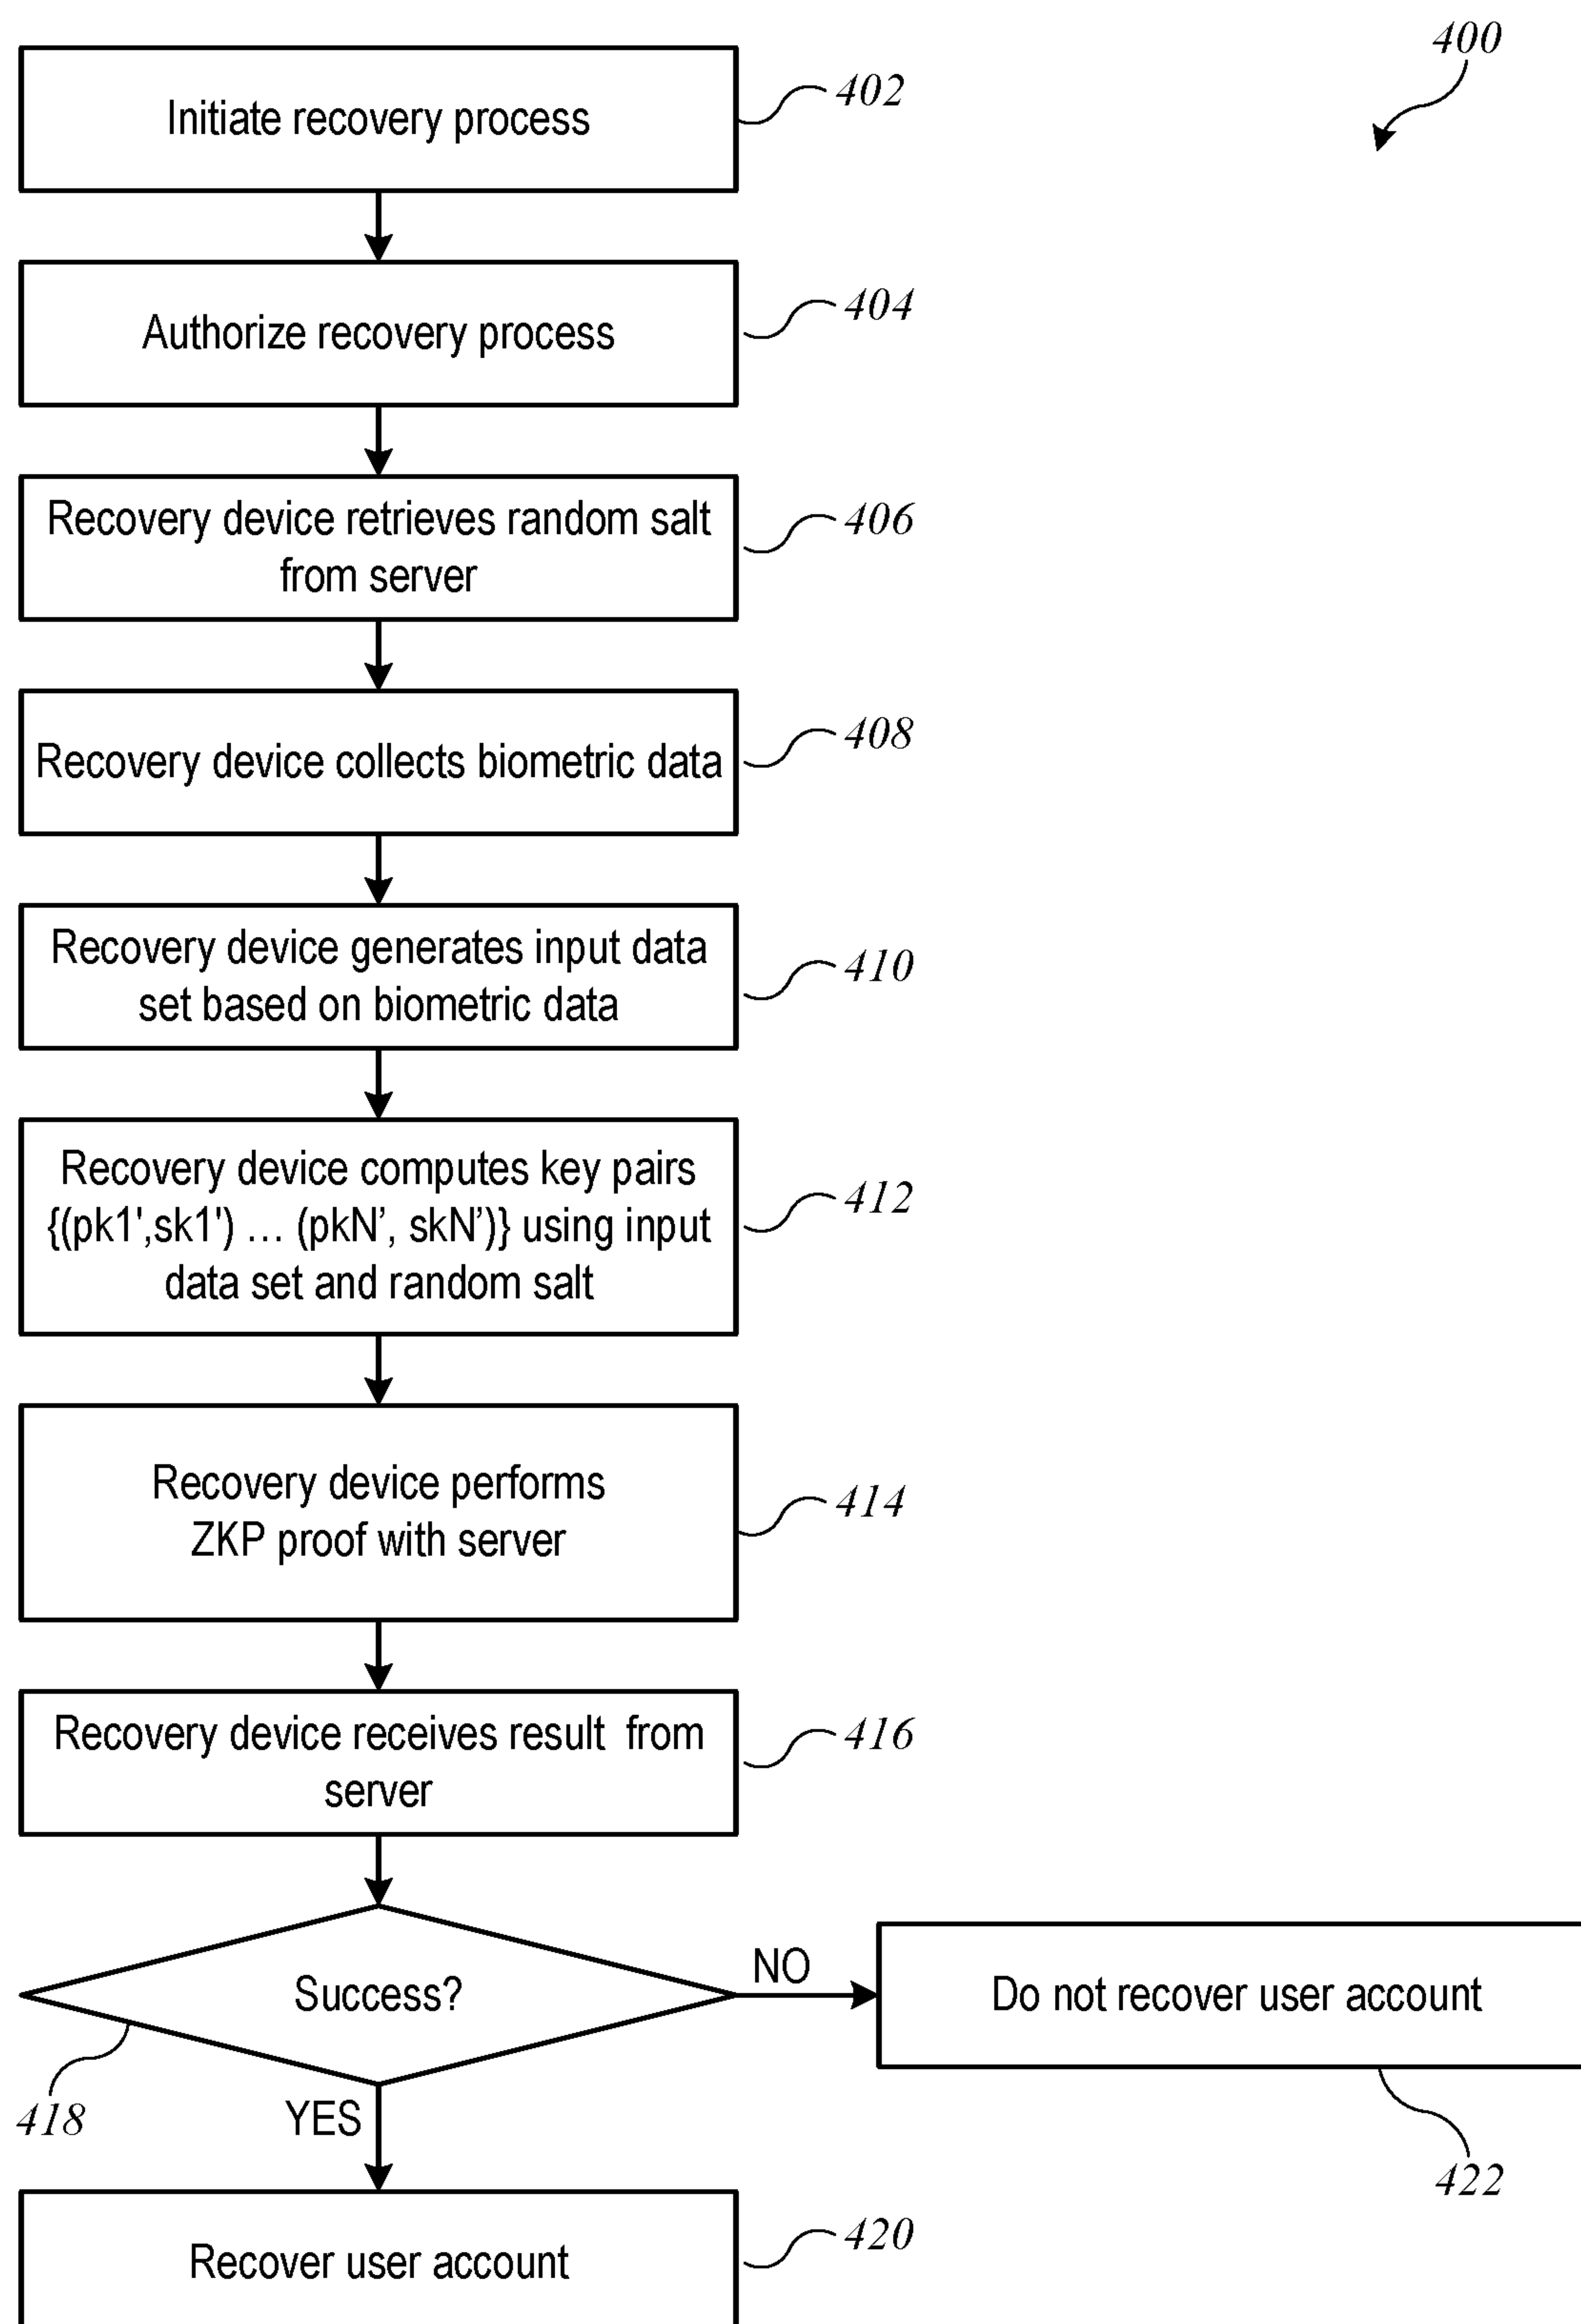 400
Initiate recovery process
402
Authorize recovery process
404
Recovery device retrieves random salt
from server
406
Recovery device collects biometric data
408
Recovery device generates input data
set based on biometric data
410
Recovery device computes key pairs
{(pk1',sk1') … (pkN’, skN’)} using input
data set and random salt
412
Recovery device performs
ZKP proof with server
414
Recovery device receives result from
server
416
Success?
418
NO
Do not recover user account
422
YES
Recover user account
420